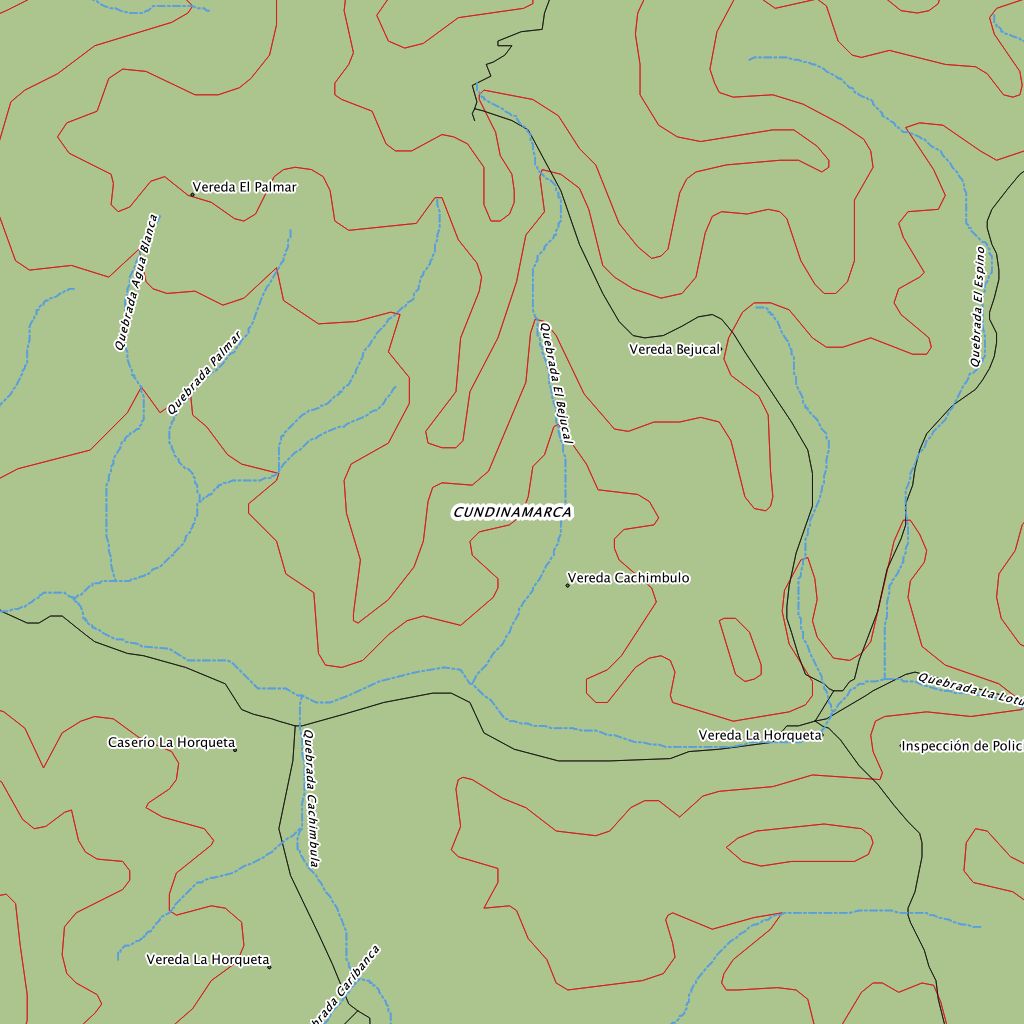 Vereda El Palmar
Quebrada Agua Blanca
Quebrada El Espino
Quebrada Palmar
Vereda Bejucal
Quebrada El Bejucal
CUNDINAMARCA
Vereda Cachimbulo
Quebrada La Lotu
Vereda La Horqueta
Caserío La Horqueta
Inspección de Polic
Quebrada Cachimbula
Vereda La Horqueta
brada Caribanca